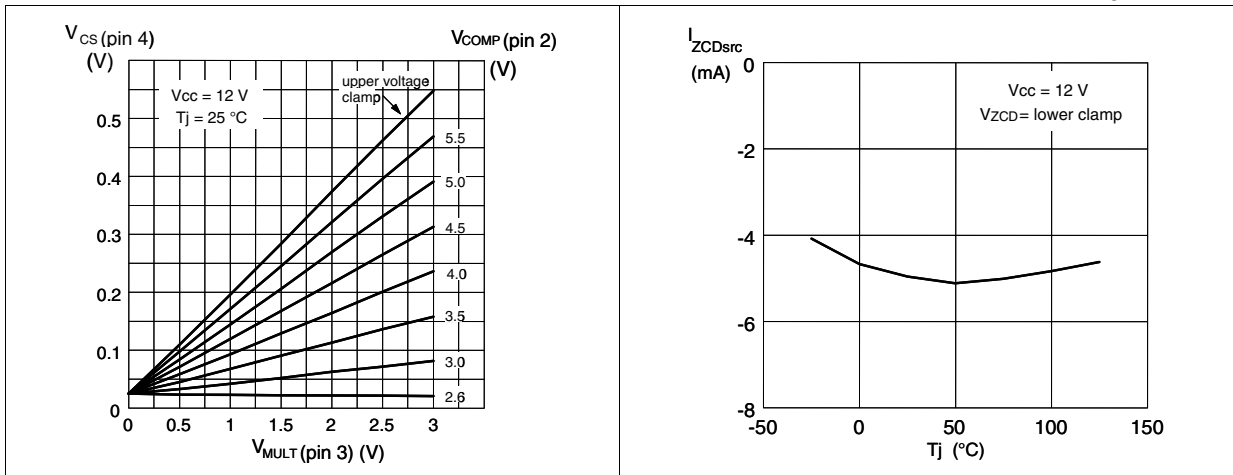 VCS (pin 4)
(V)
VCOMP (pin 2)
(V)
Vcc = 12 V
Tj = 25 °C
upper voltage
clamp
0.5
0.4
0.3
0.2
0.1
0
5.5
5.0
4.5
4.0
3.5
3.0
2.6
0 0.5 1 1.5 2 2.5 3
VMULT (pin 3) (V)
IZCDsrc
(mA)
Vcc = 12 V
VZCD= lower clamp
0
-2
-4
-6
-8
-50 0 50 100 150
Tj (°C)